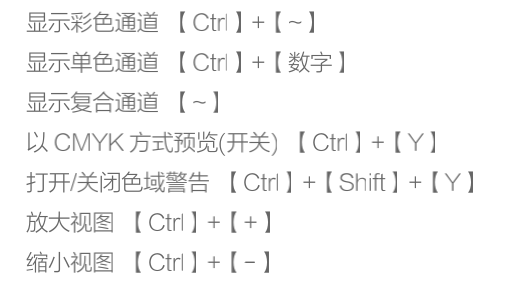 显示彩色通道 【 Ctrl 】+【 ~ 】
显示单色通道 【 Ctrl 】+【 数字 】
显示复合通道 【 ~ 】
以 CMYK 方式预览(开关) 【 Ctrl 】+【 Y 】
打开/关闭色域警告 【 Ctrl 】+【 Shift 】+【 Y 】
放大视图 【 Ctrl 】+【 + 】
缩小视图 【 Ctrl 】+【 - 】